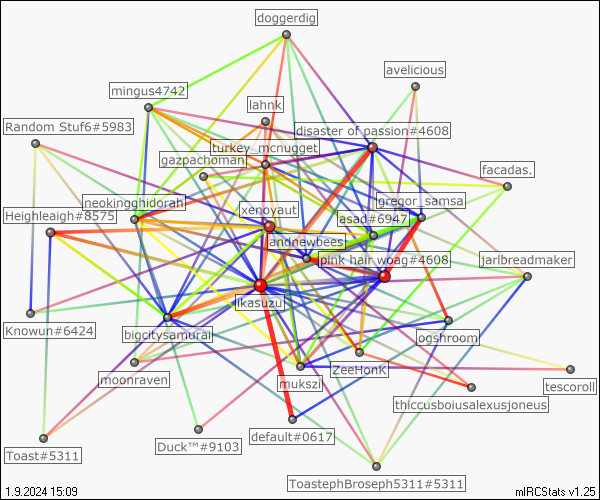 doggerdig
avelicious
mingus4742
lahnk
Random Stuf6#5983
disaster of passion#4608
turkey_mcnugget
gazpachoman
facadas.
neokingghidorah
gregor_samsa
xenoyaut
Heighleaigh#8575
asad#6947
andnewbees
pink hair woag#4608
jarlbreadmaker
ikasuzu
Knowun#6424
bigcitysamurai
ogshroom
ZeeHonK
moonraven
mukszi
tescoroll
thiccusboiusalexusjoneus
default#0617
Duck™#9103
Toast#5311
ToastephBroseph5311#5311
1.9.2024 15:09
mIRCStats v1.25